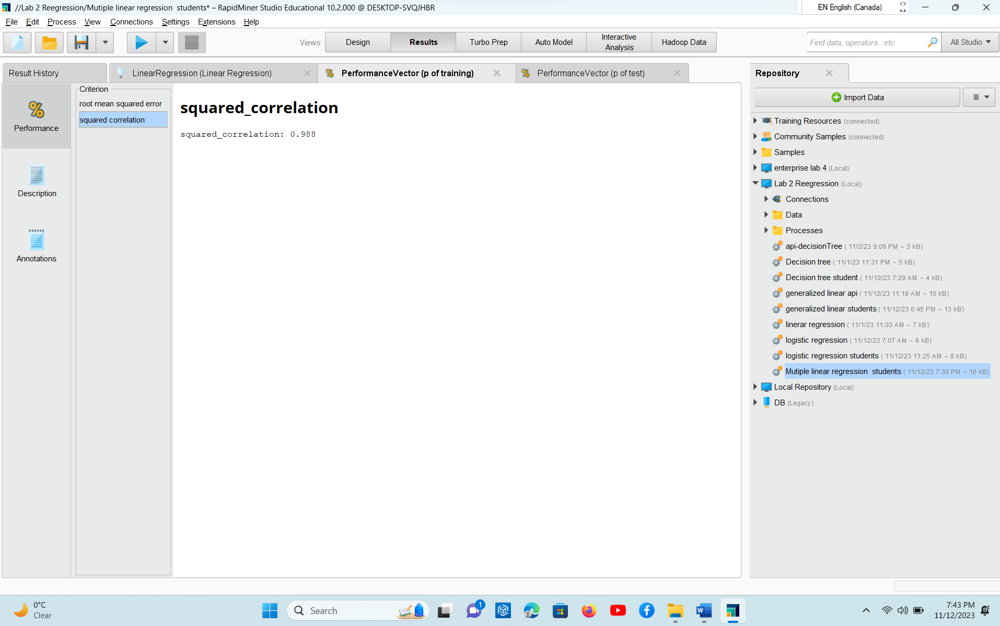 //Lab 2 Reegression/Mutiple linear regression  students* – RapidMiner Studio Educational 10.2.000 @ DESKTOP-SVQJHBR
EN English (Canada)
File Edit Process View Connections Settings Extensions Help
Views: Design Results Turbo Prep Auto Model Interactive Analysis Hadoop Data
Find data, operators...etc
All Studio
Result History
LinearRegression (Linear Regression)
PerformanceVector (p of training)
PerformanceVector (p of test)
Performance
Description
Annotations
Criterion
root mean squared error
squared correlation
squared_correlation
squared_correlation: 0.988
Repository
Import Data
Training Resources (connected)
Community Samples (connected)
Samples
enterprise lab 4 (Local)
Lab 2 Reegression (Local)
Connections
Data
Processes
api-decisionTree ( 11/2/23 9:09 PM – 3 kB)
Decision tree ( 11/1/23 11:31 PM – 5 kB)
Decision tree student ( 11/12/23 7:29 AM – 4 kB)
generalized linear api ( 11/12/23 11:18 AM – 10 kB)
generalized linear students ( 11/12/23 6:45 PM – 13 kB)
linerar regression ( 11/1/23 11:03 AM – 7 kB)
logistic regression ( 11/12/23 7:07 AM – 8 kB)
logistic regression students ( 11/12/23 11:25 AM – 8 kB)
Mutiple linear regression  students ( 11/12/23 7:30 PM – 10 kB)
Local Repository (Local)
DB (Legacy)
0°C
Clear
Search
1
7:43 PM
11/12/2023